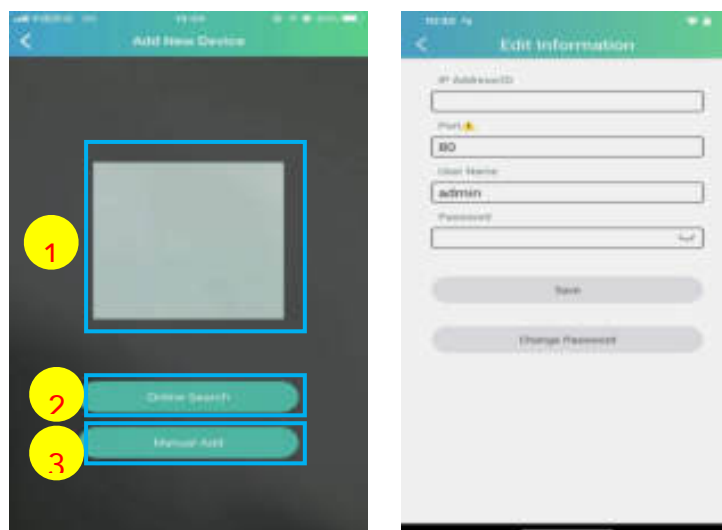 Add New Device
1
2
Online Search
3
Manual Add
Edit Information
IP Address/ID
Port
80
User Name
admin
Password
Save
Change Password